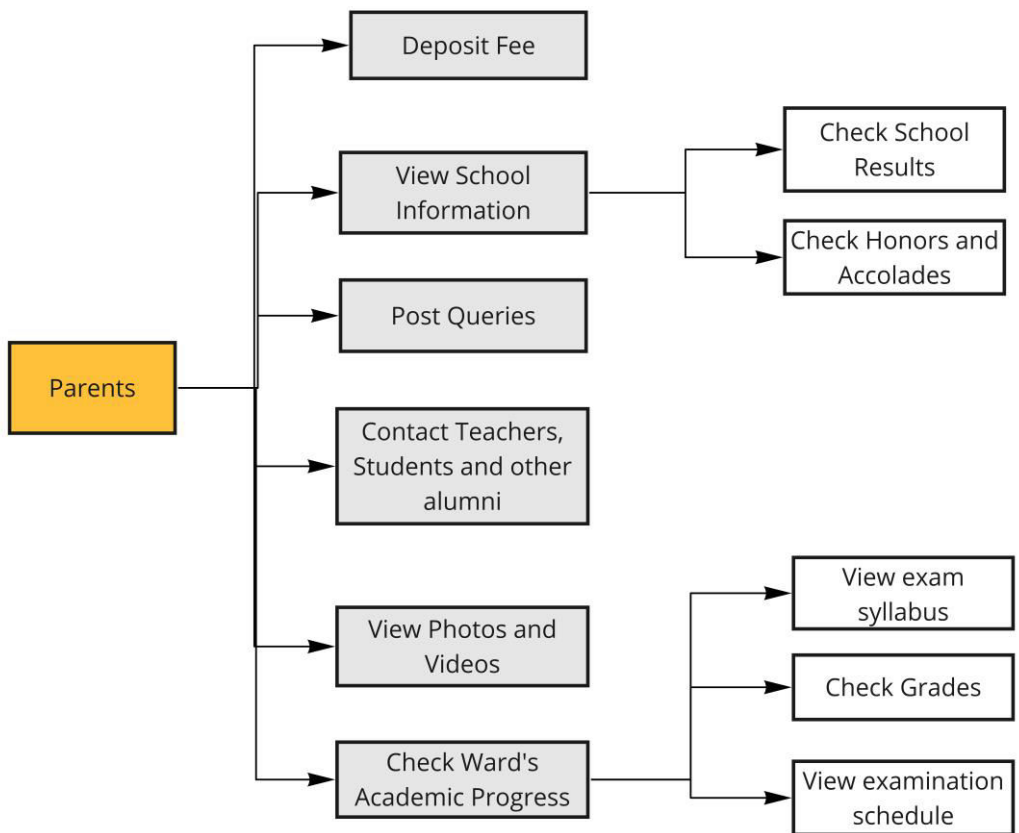 Deposit Fee
Check School
Results
View School
Information
Check Honors and
Accolades
Post Queries
Parents
Contact Teachers,
Students and other
alumni
View exam
syllabus
View Photos and
Videos
Check Grades
Check Ward's
Academic Progress
View examination
schedule